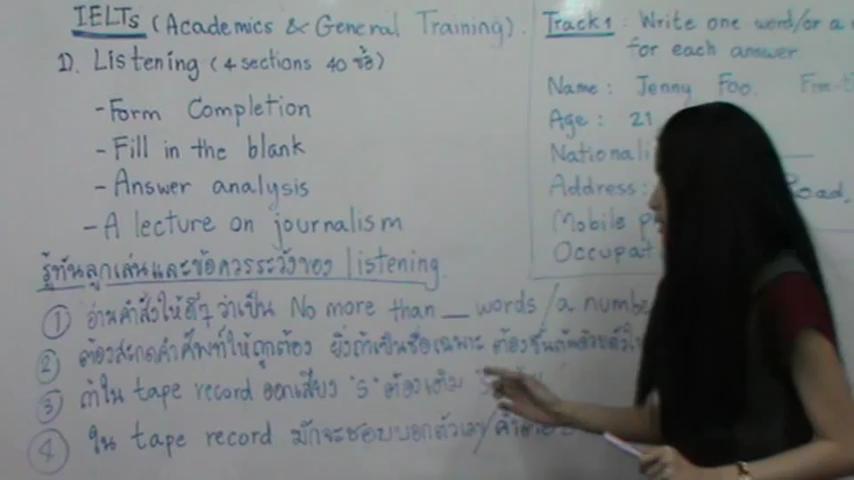 IELTs (Academics & General Training).
1). Listening (4 sections 40 ข้อ)
- Form Completion
- Fill in the blank
- Answer analysis
- A lecture on journalism
รู้ทันลูกเล่นและข้อควรระวังของ listening
① อ่านคำสั่งให้ดีๆ ว่าเป็น No more than __ words/a numbe
② ต้องสะกดคำศัพท์ให้ถูกต้อง ยิ่งถ้าเป็นชื่อเฉพาะ ต้องขึ้นต้นด้วยตัวใ
③ ถ้าใน tape record ออกเสียง "s" ต้องเติม
④ ใน tape record มักจะชอบบอกตัวเลข/
Track 1 : Write one word/or a
for each answer
Name : Jenny Foo.
Age : 21
Nationali
Address : Road,
Mobile p
Occupat